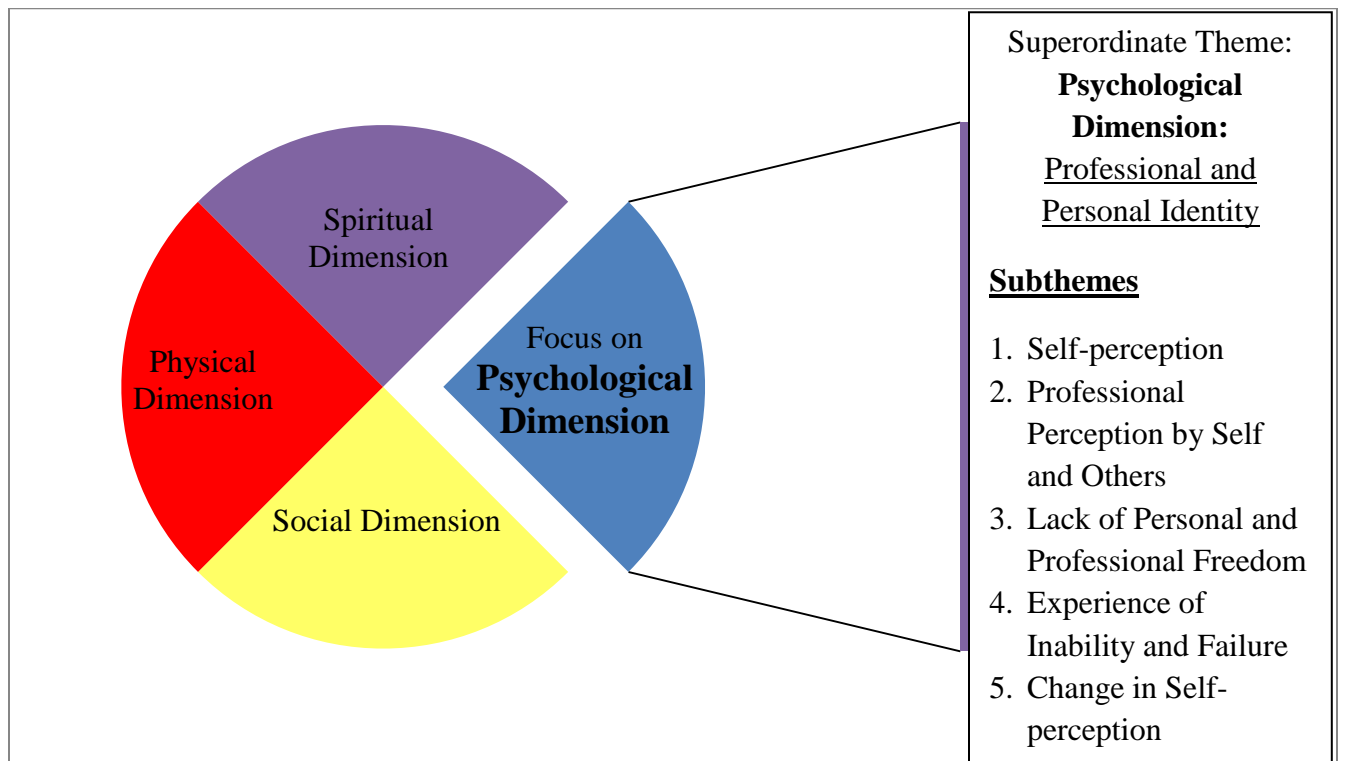 Spiritual
Dimension
Physical
Dimension
Focus on
Psychological
Dimension
Social Dimension
Superordinate Theme:
Psychological
Dimension:
Professional and
Personal Identity
Subthemes
1. Self-perception
2. Professional
Perception by Self
and Others
3. Lack of Personal and
Professional Freedom
4. Experience of
Inability and Failure
5. Change in Self-
perception